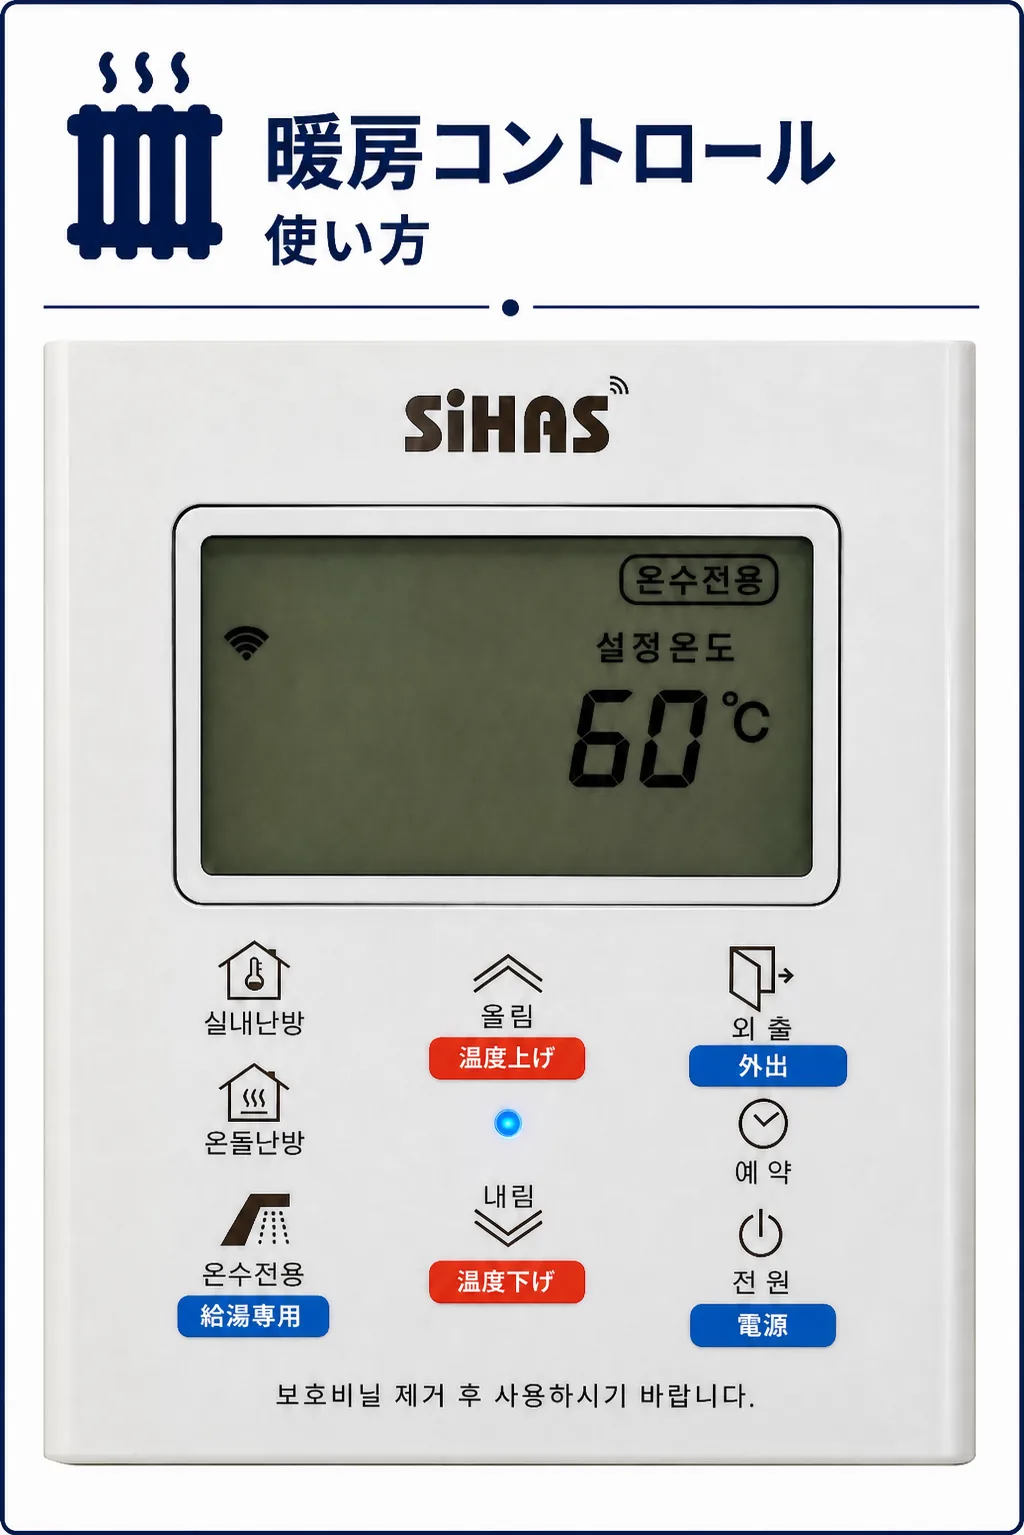 暖房コントロール
使い方
SiHAS
온수전용
설정온도
60℃
실내난방
올림
温度上げ
외 출
外出
온돌난방
예 약
내림
温度下げ
온수전용
給湯専用
전 원
電源
보호비닐 제거 후 사용하시기 바랍니다.